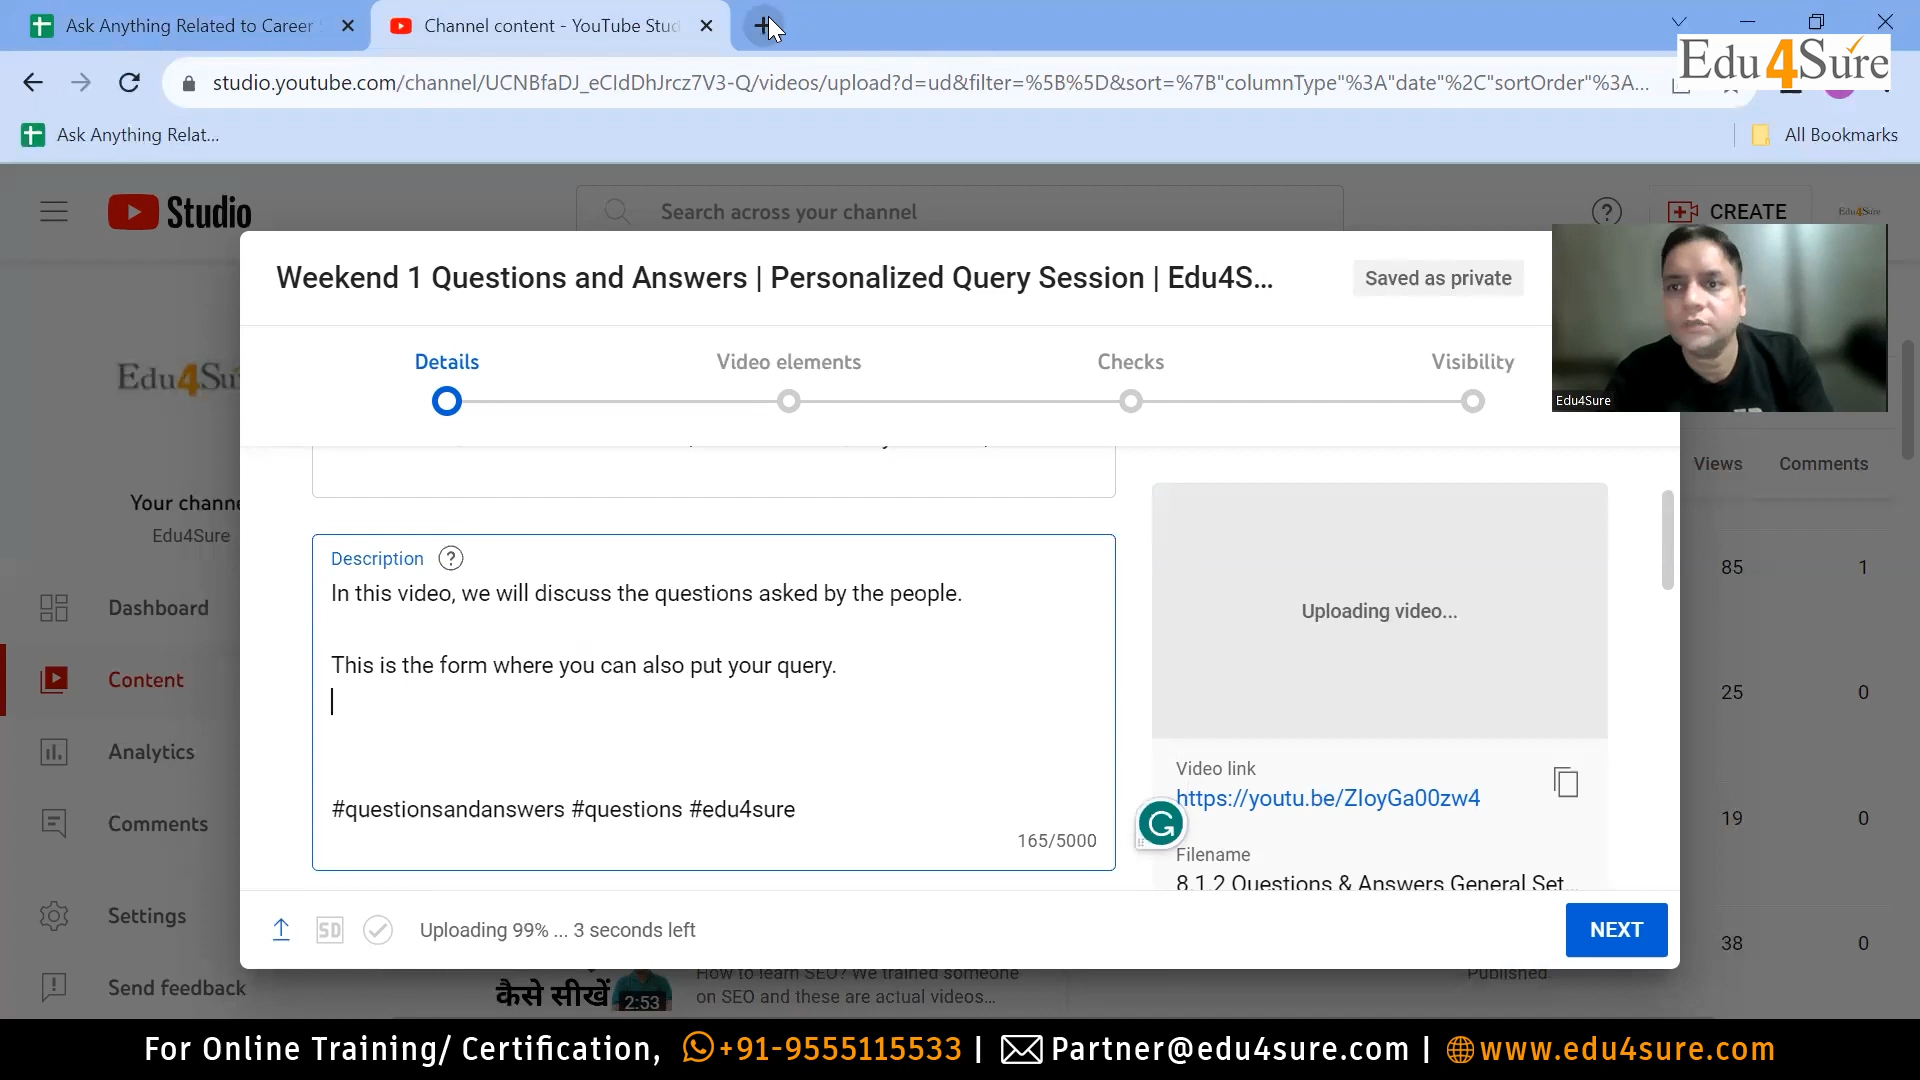 Ask Anything Related to Career
Channel content - YouTube Stud
Edu4Sure
studio.youtube.com/channel/UCNBfaDJ_eCIdDhJrcz7V3-Q/videos/upload?d=ud&filter=%5B%5D&sort=%7B"columnType"%3A"date"%2C"sortOrder"%3A...
Ask Anything Relat...
All Bookmarks
Studio
Search across your channel
CREATE
Edu4Sure
Weekend 1 Questions and Answers | Personalized Query Session | Edu4S...
Saved as private
Details
Video elements
Checks
Visibility
Edu4Sure
Edu4Su
Views
Comments
Your chann
Edu4Sure
Description
In this video, we will discuss the questions asked by the people.
This is the form where you can also put your query.
#questionsandanswers #questions #edu4sure
165/5000
Uploading video...
Video link
https://youtu.be/ZIoyGa00zw4
Filename
8.1.2 Questions & Answers General Set...
85
1
25
0
19
0
38
0
Dashboard
Content
Analytics
Comments
Settings
Send feedback
SD
Uploading 99% ... 3 seconds left
NEXT
कैसे सीखें
2:53
How to learn SEO? We trained someone
on SEO and these are actual videos...
Published
For Online Training/ Certification, +91-9555115533 | Partner@edu4sure.com | www.edu4sure.com